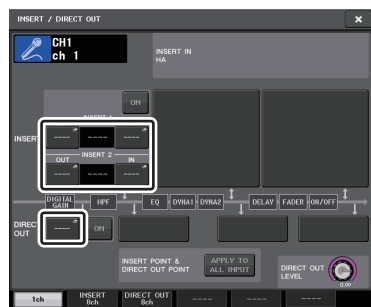 INSERT / DIRECT OUT
CH1
ch 1
INSERT IN
HA
ON
INSERT
---- ---- ----
OUT INSERT 2 IN
---- ---- ----
DIGITAL GAIN HPF EQ DYNA1 DYNA2 DELAY FADER ON/OFF
DIRECT OUT
---- ON
INSERT POINT &
DIRECT OUT POINT
APPLY TO
ALL INPUT
DIRECT OUT
LEVEL
0.00
1ch
INSERT
8ch
DIRECT OUT
8ch
---- ---- ----